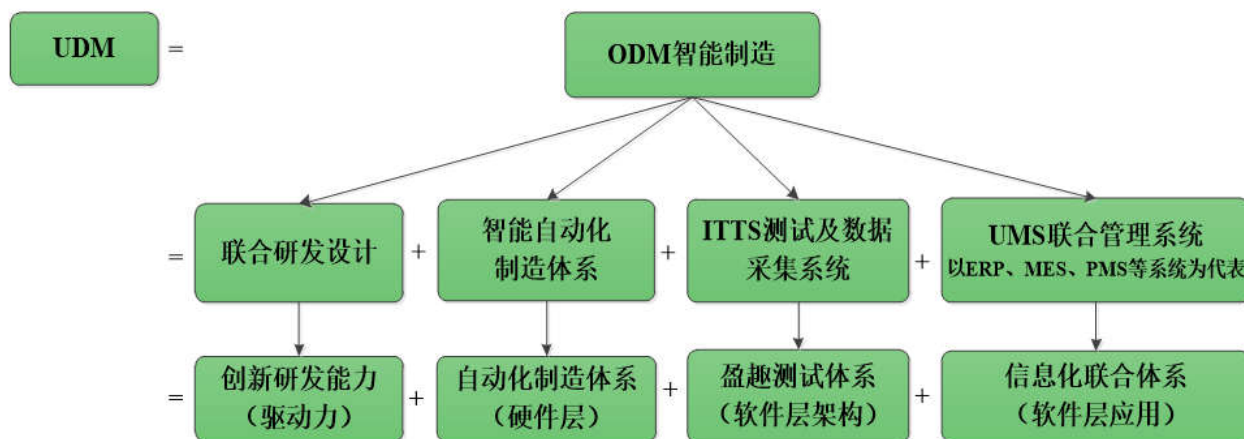 UDM
=
ODM智能制造
=
联合研发设计
+
智能自动化
制造体系
+
ITTS测试及数据
采集系统
+
UMS联合管理系统
以ERP、MES、PMS等系统为代表
=
创新研发能力
（驱动力）
+
自动化制造体系
（硬件层）
+
盈趣测试体系
（软件层架构）
+
信息化联合体系
（软件层应用）